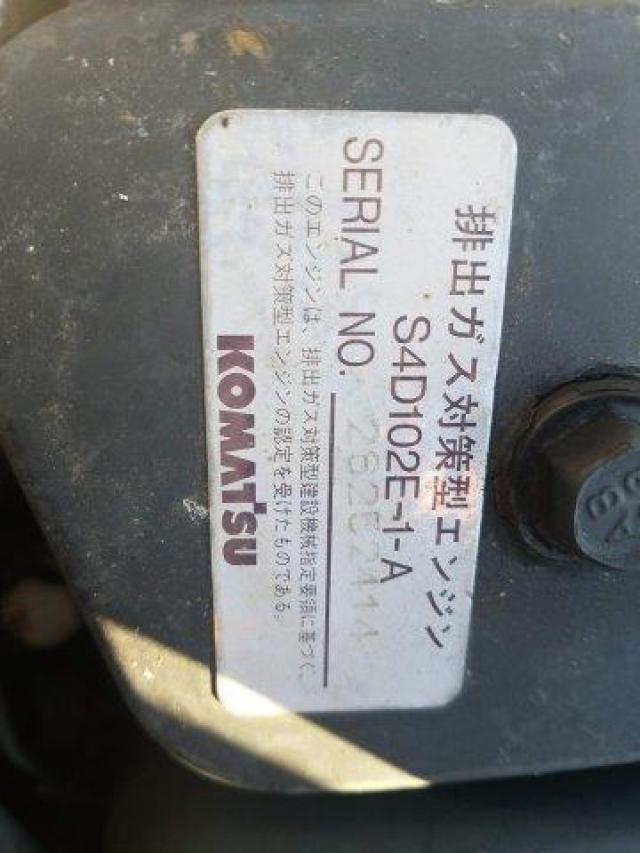 排出ガス対策型エンジン
S4D102E-1-A
SERIAL NO. 26262414
このエンジンは、排出ガス対策型建設機械指定要領に基づく、
排出ガス対策型エンジンの認定を受けたものである。
KOMATSU